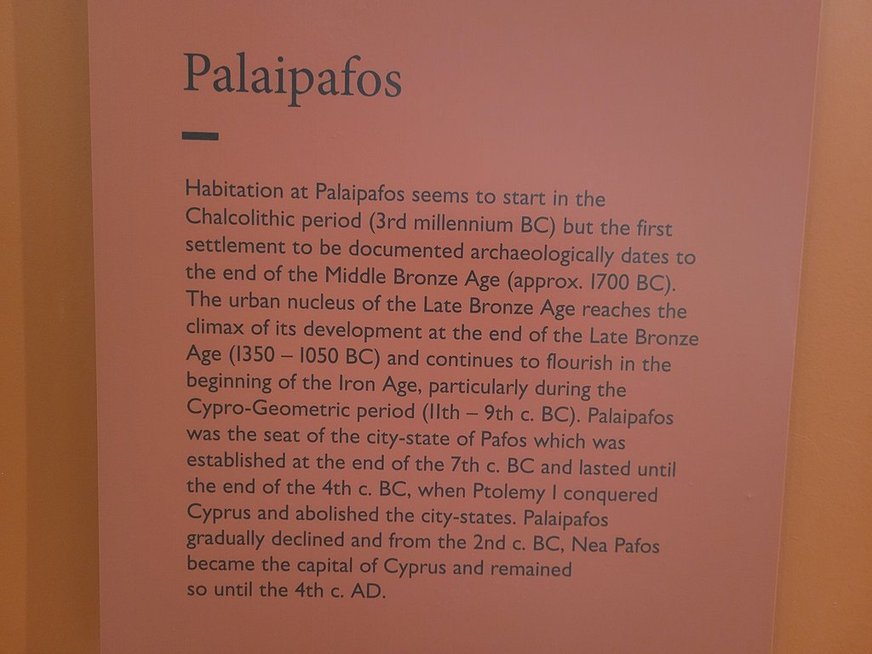 Palaipafos
Habitation at Palaipafos seems to start in the
Chalcolithic period (3rd millennium BC) but the first
settlement to be documented archaeologically dates to
the end of the Middle Bronze Age (approx. 1700 BC).
The urban nucleus of the Late Bronze Age reaches the
climax of its development at the end of the Late Bronze
Age (1350 – 1050 BC) and continues to flourish in the
beginning of the Iron Age, particularly during the
Cypro-Geometric period (11th – 9th c. BC). Palaipafos
was the seat of the city-state of Pafos which was
established at the end of the 7th c. BC and lasted until
the end of the 4th c. BC, when Ptolemy I conquered
Cyprus and abolished the city-states. Palaipafos
gradually declined and from the 2nd c. BC, Nea Pafos
became the capital of Cyprus and remained
so until the 4th c. AD.